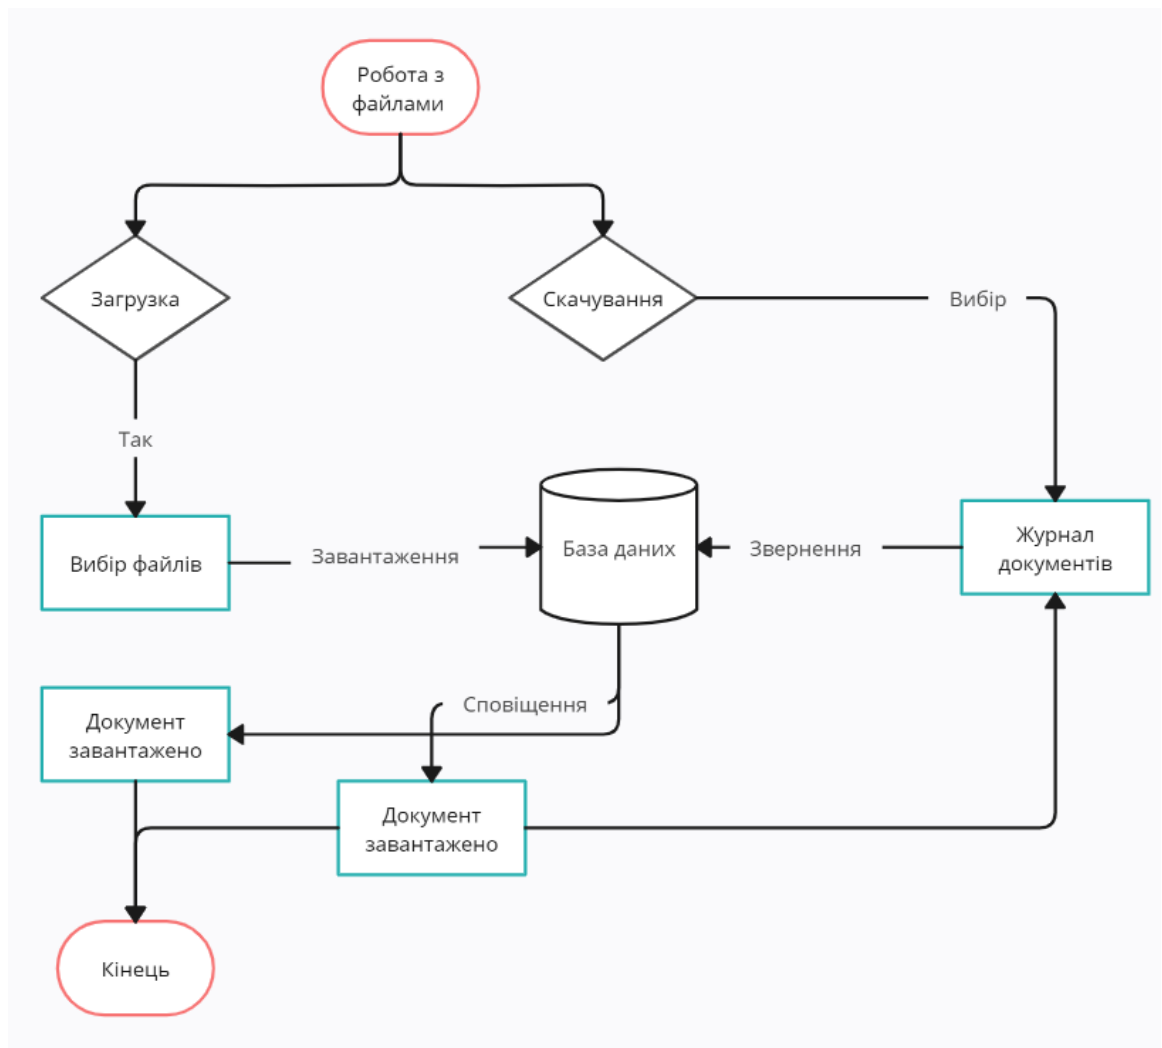 Робота з
файлами
Загрузка
Скачування
Вибір
Так
Вибір файлів
Завантаження
База даних
Звернення
Журнал
документів
Сповіщення
Документ
завантажено
Документ
завантажено
Кінець